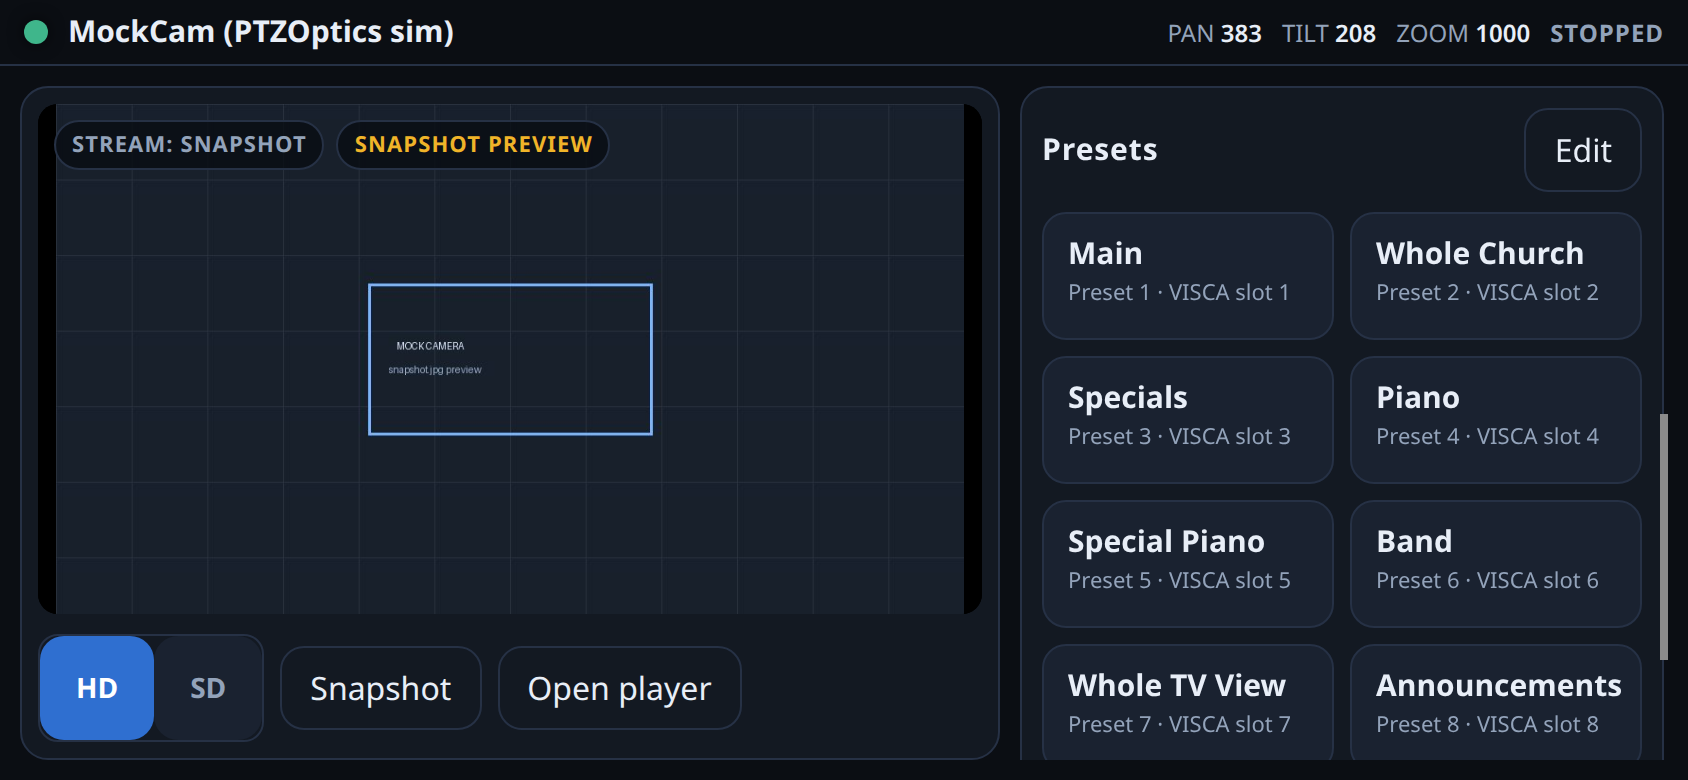 MockCam (PTZOptics sim)
PAN 383 TILT 208 ZOOM 1000 STOPPED
STREAM: SNAPSHOT SNAPSHOT PREVIEW
MOCK CAMERA
snapshot.jpg preview
HD SD Snapshot Open player
Presets Edit
Main
Preset 1 · VISCA slot 1
Whole Church
Preset 2 · VISCA slot 2
Specials
Preset 3 · VISCA slot 3
Piano
Preset 4 · VISCA slot 4
Special Piano
Preset 5 · VISCA slot 5
Band
Preset 6 · VISCA slot 6
Whole TV View
Preset 7 · VISCA slot 7
Announcements
Preset 8 · VISCA slot 8